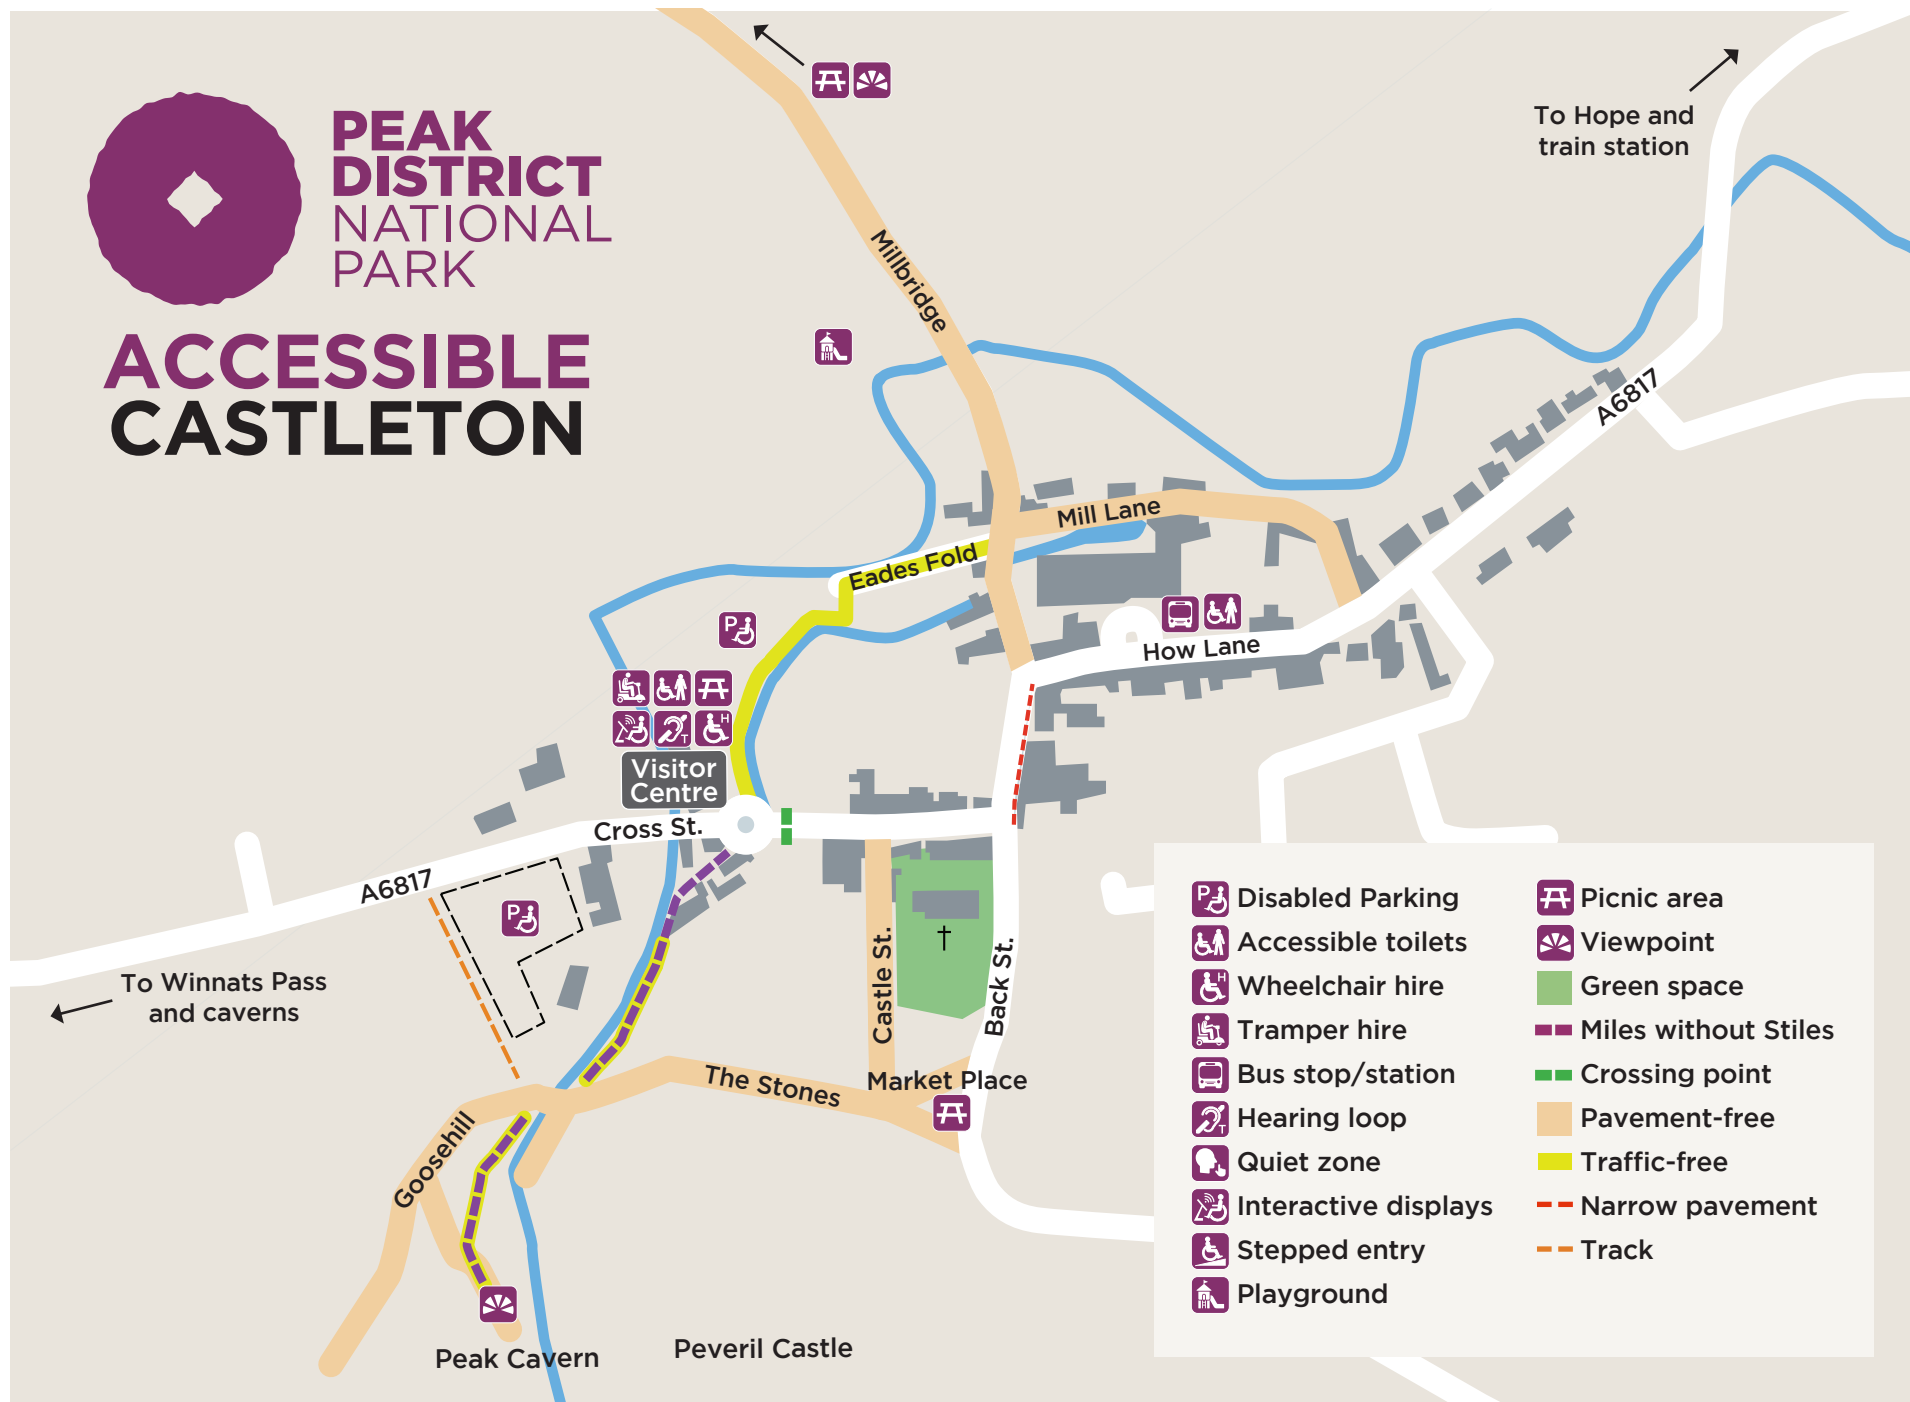 PEAK
DISTRICT
NATIONAL
PARK
ACCESSIBLE
CASTLETON
To Hope and
train station
Millbridge
A6817
Mill Lane
Eades Fold
How Lane
P
H
T
Visitor
Centre
Cross St.
A6817
P
To Winnats Pass
and caverns
Castle St.
Back St.
The Stones
Market Place
Goosehill
Peak Cavern
Peveril Castle
P Disabled Parking
Accessible toilets
H Wheelchair hire
Tramper hire
Bus stop/station
T Hearing loop
Quiet zone
Interactive displays
Stepped entry
Playground
Picnic area
Viewpoint
Green space
Miles without Stiles
Crossing point
Pavement-free
Traffic-free
Narrow pavement
Track